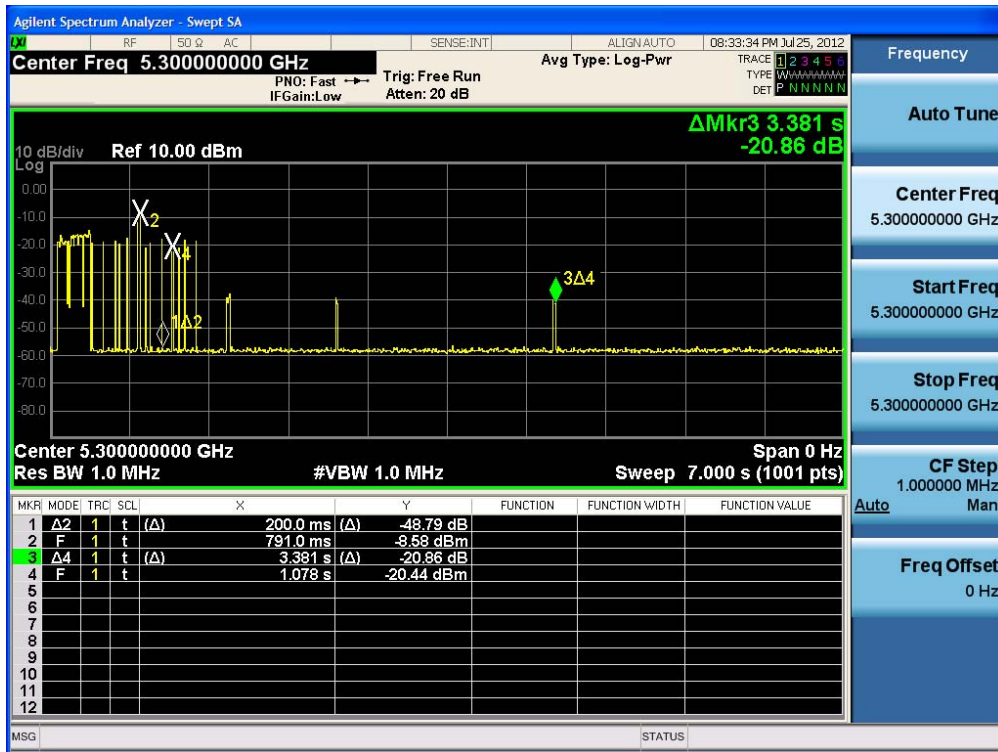 Agilent Spectrum Analyzer - Swept SA
LXI RF 50 Ω AC SENSE:INT ALIGN AUTO 08:33:34 PM Jul 25, 2012
Center Freq 5.300000000 GHz
PNO: Fast
IFGain:Low
Trig: Free Run
Atten: 20 dB
Avg Type: Log-Pwr
TRACE 1 2 3 4 5 6
TYPE W
DET P N N N N N
Frequency
Auto Tune
Center Freq
5.300000000 GHz
Start Freq
5.300000000 GHz
Stop Freq
5.300000000 GHz
CF Step
1.000000 MHz
Auto Man
Freq Offset
0 Hz
ΔMkr3 3.381 s
-20.86 dB
10 dB/div Ref 10.00 dBm
Log
0.00
-10.0
-20.0
-30.0
-40.0
-50.0
-60.0
-70.0
-80.0
2
4
1Δ2
3Δ4
Center 5.300000000 GHz Span 0 Hz
Res BW 1.0 MHz #VBW 1.0 MHz Sweep 7.000 s (1001 pts)
MKR MODE TRC SCL X Y FUNCTION FUNCTION WIDTH FUNCTION VALUE
1 Δ2 1 t (Δ) 200.0 ms (Δ) -48.79 dB
2 F 1 t 791.0 ms -8.58 dBm
3 Δ4 1 t (Δ) 3.381 s (Δ) -20.86 dB
4 F 1 t 1.078 s -20.44 dBm
5
6
7
8
9
10
11
12
MSG STATUS